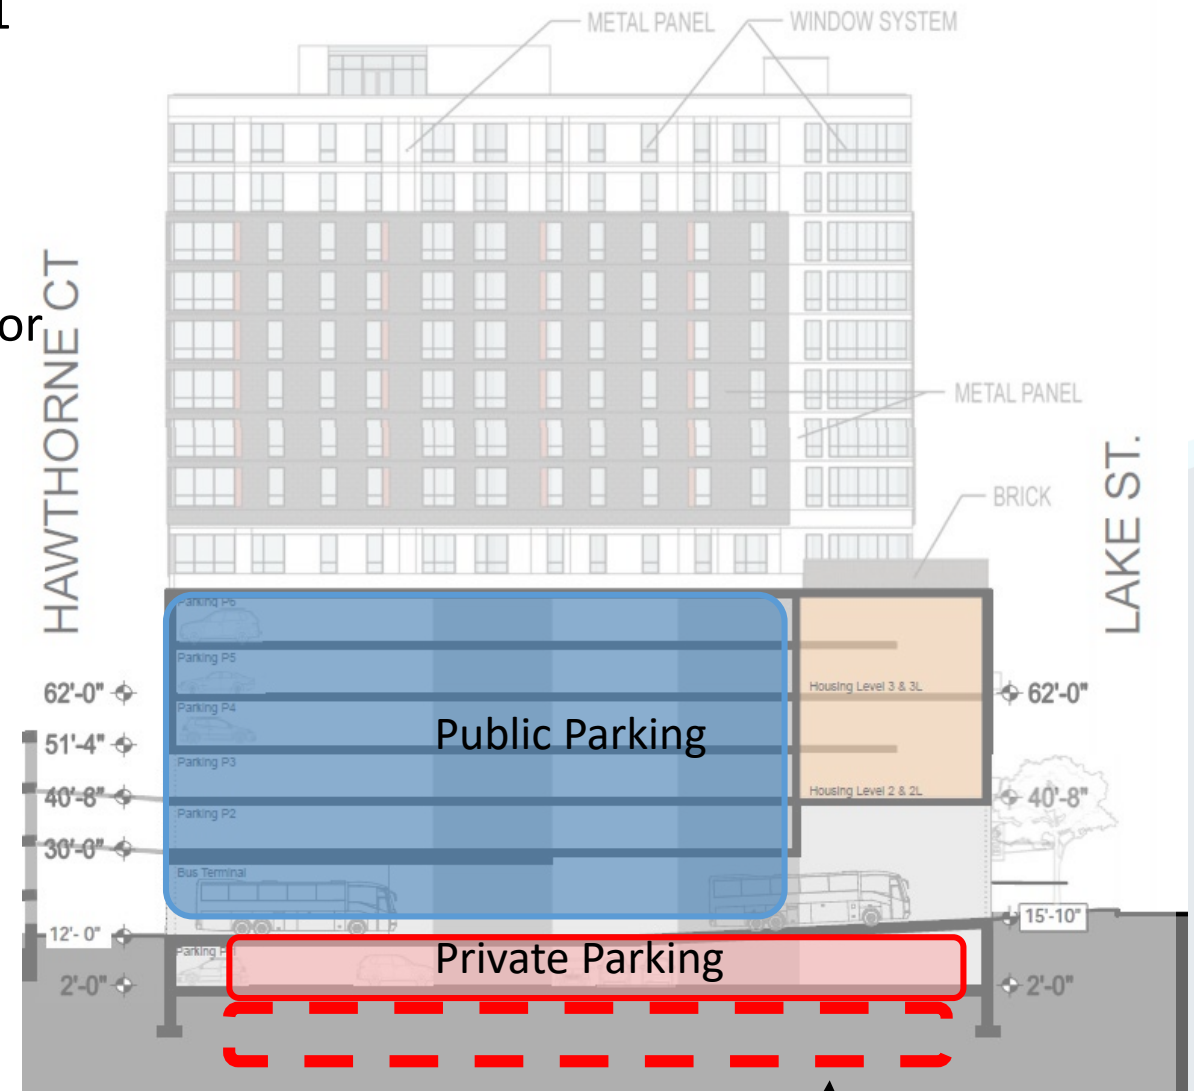 1
METAL PANEL
WINDOW SYSTEM
HAWTHORNE CT
or
METAL PANEL
LAKE ST.
BRICK
Parking P6
Parking P5
Housing Level 3 & 3L
62'-0"
62'-0"
Parking P4
Public Parking
51'-4"
Parking P3
Housing Level 2 & 2L
40'-8"
40'-8"
Parking P2
30'-0"
Bus Terminal
15'-10"
12'- 0"
Private Parking
2'-0"
2'-0"